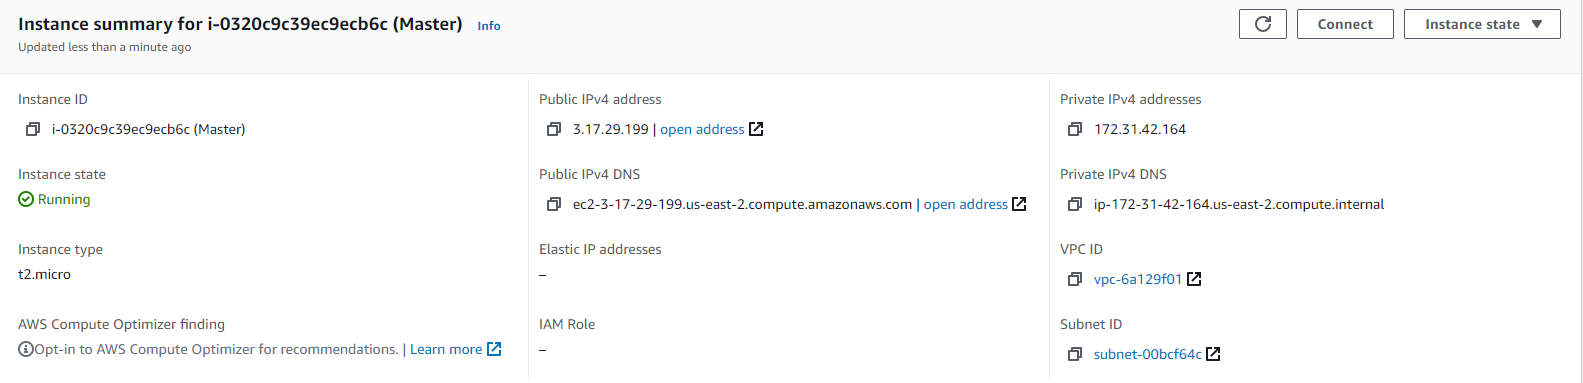 Instance summary for i-0320c9c39ec9ecb6c (Master) Info
Updated less than a minute ago
Connect
Instance state
Instance ID
i-0320c9c39ec9ecb6c (Master)
Public IPv4 address
3.17.29.199 | open address
Private IPv4 addresses
172.31.42.164
Instance state
Running
Public IPv4 DNS
ec2-3-17-29-199.us-east-2.compute.amazonaws.com | open address
Private IPv4 DNS
ip-172-31-42-164.us-east-2.compute.internal
Instance type
t2.micro
Elastic IP addresses
–
VPC ID
vpc-6a129f01
AWS Compute Optimizer finding
Opt-in to AWS Compute Optimizer for recommendations. | Learn more
IAM Role
–
Subnet ID
subnet-00bcf64c